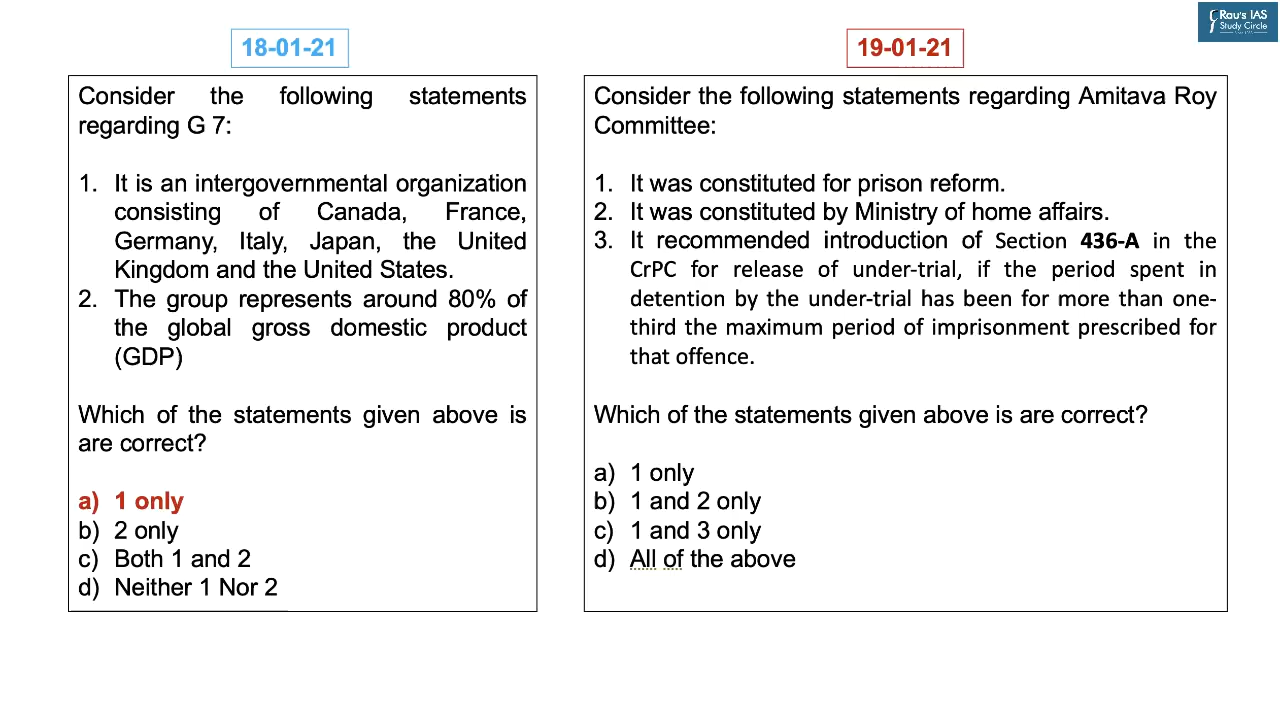 Rau's IAS
Study Circle
18-01-21
Consider the following statements
regarding G 7:
1. It is an intergovernmental organization
consisting of Canada, France,
Germany, Italy, Japan, the United
Kingdom and the United States.
2. The group represents around 80% of
the global gross domestic product
(GDP)
Which of the statements given above is
are correct?
a) 1 only
b) 2 only
c) Both 1 and 2
d) Neither 1 Nor 2
19-01-21
Consider the following statements regarding Amitava Roy
Committee:
1. It was constituted for prison reform.
2. It was constituted by Ministry of home affairs.
3. It recommended introduction of Section 436-A in the
CrPC for release of under-trial, if the period spent in
detention by the under-trial has been for more than one-
third the maximum period of imprisonment prescribed for
that offence.
Which of the statements given above is are correct?
a) 1 only
b) 1 and 2 only
c) 1 and 3 only
d) All of the above